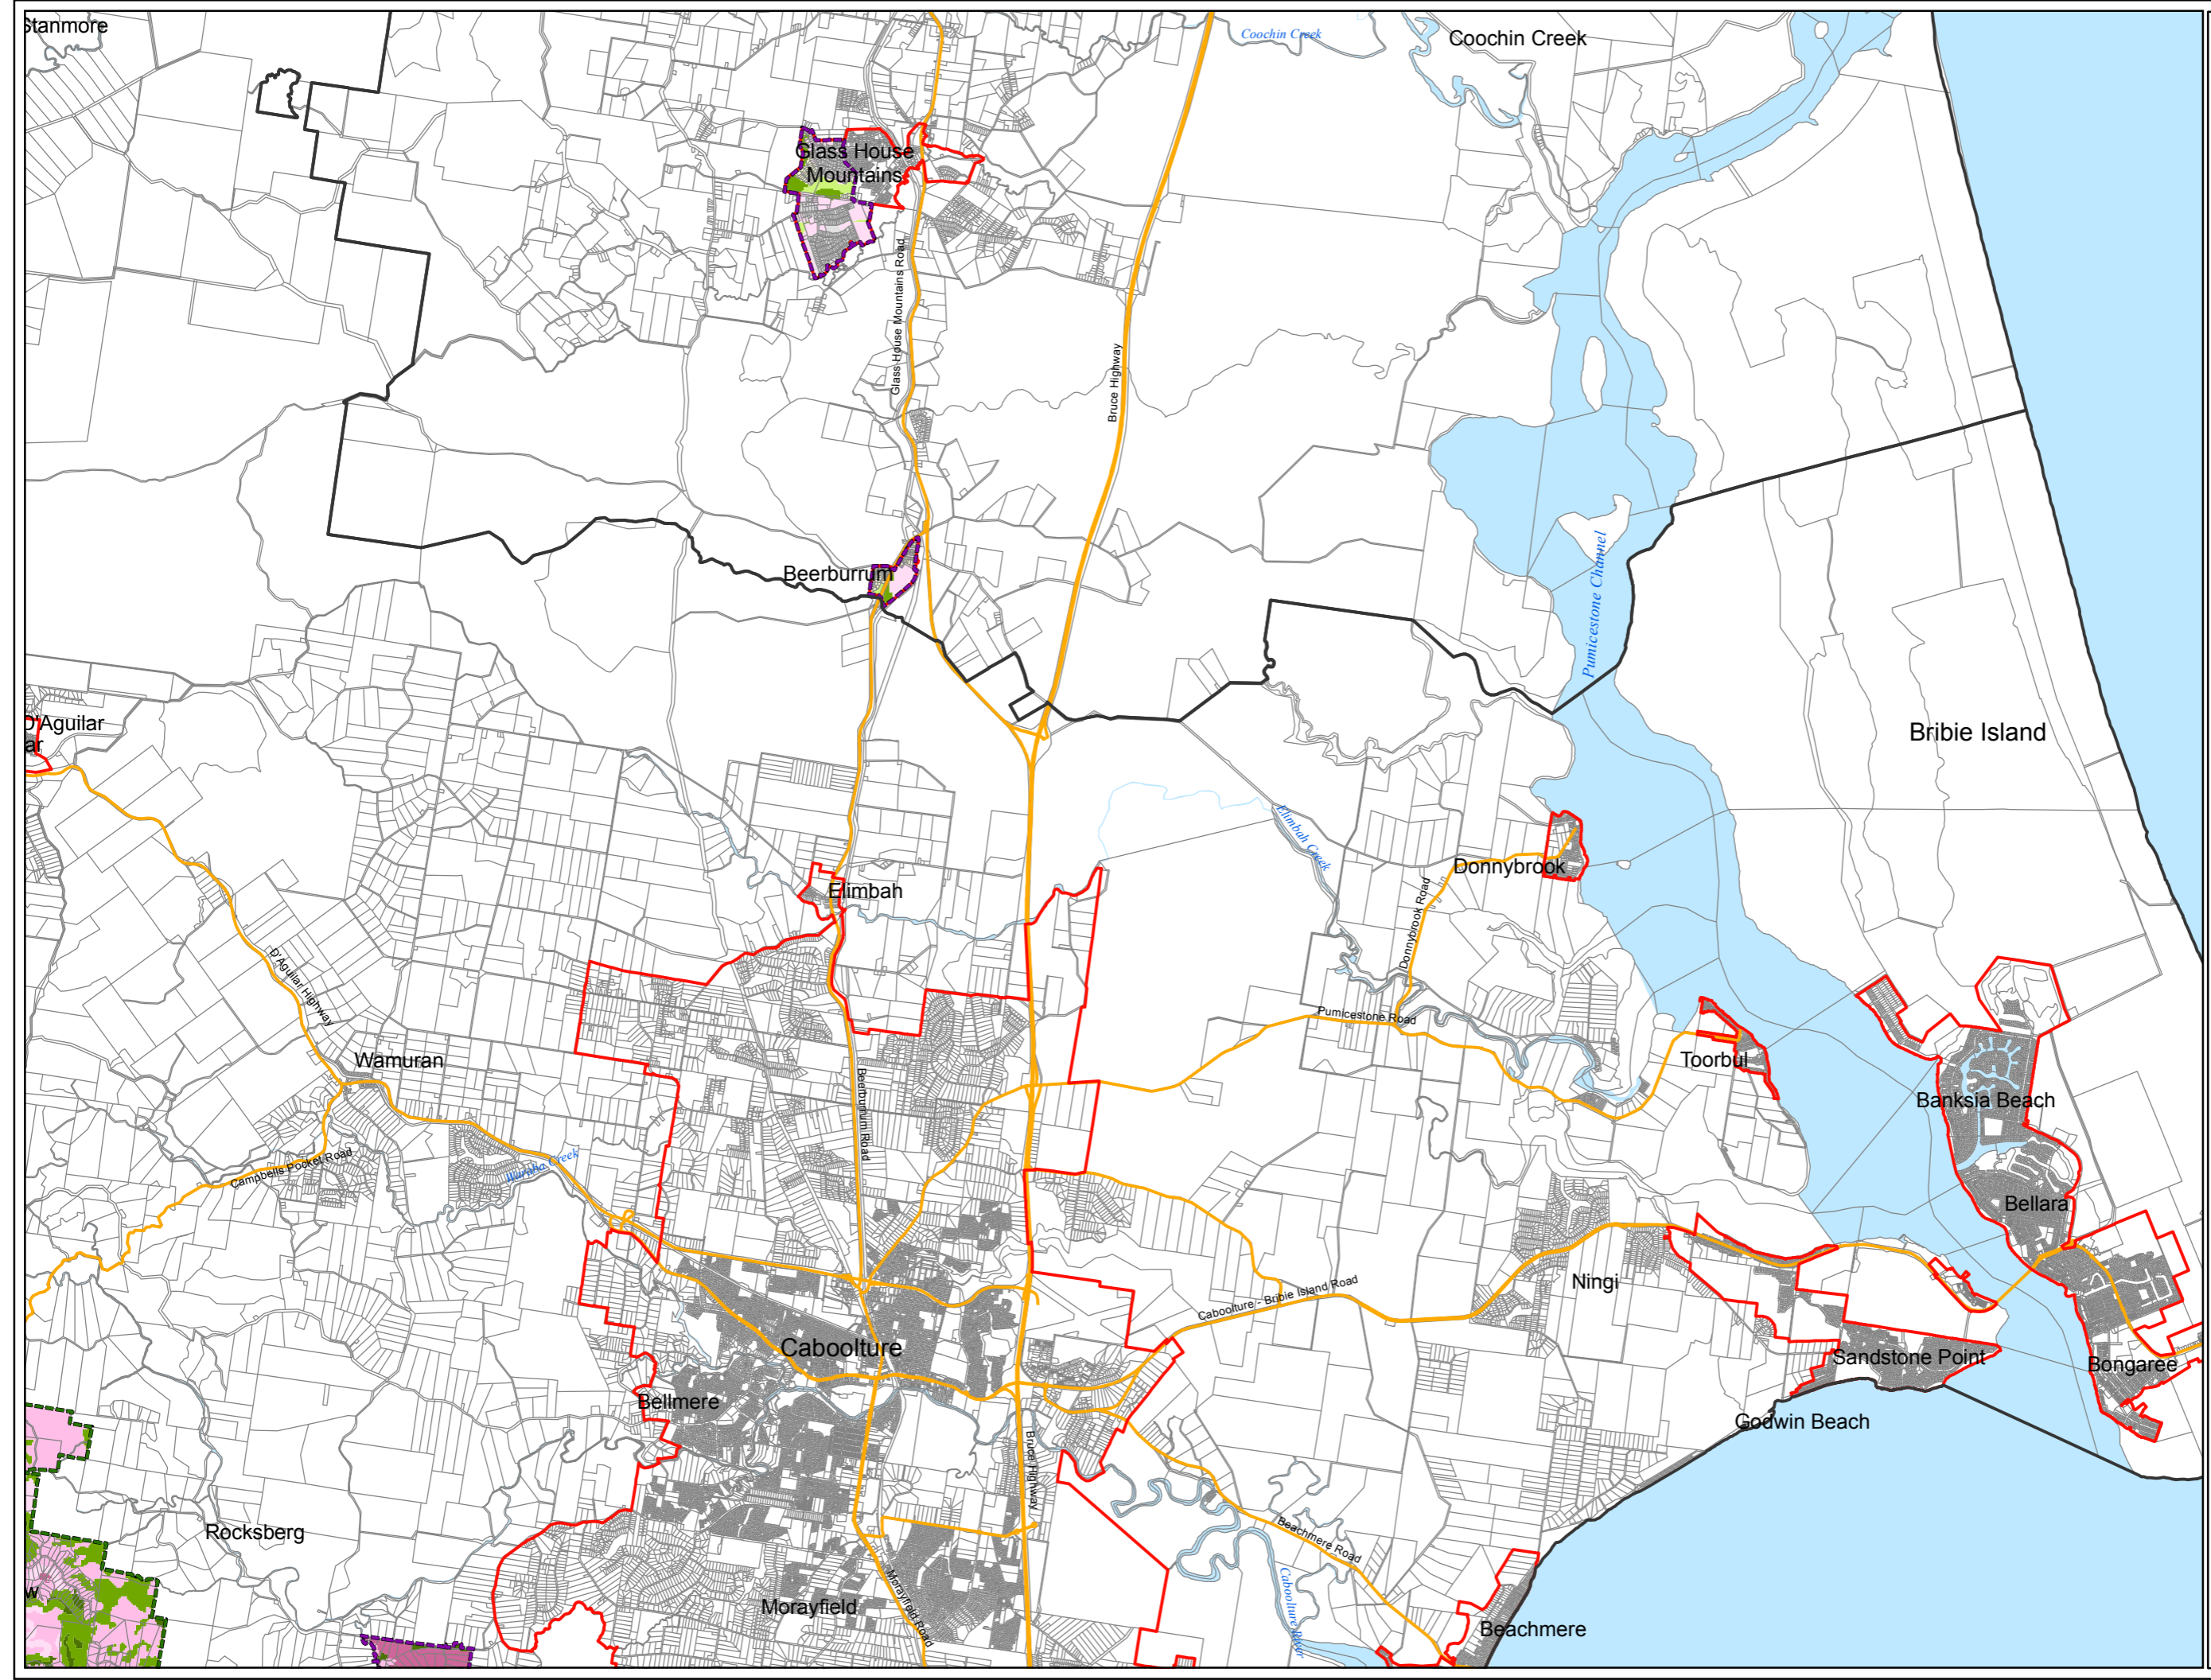 Stanmore
Coochin Creek
Coochin Creek
Glass House
Mountains
Glass House Mountains Road
Bruce Highway
Pumicestone Channel
Beerburrum
D'Aguilar
ar
Bribie Island
Elimbah Creek
Donnybrook
Elimbah
Donnybrook Road
D'Aguilar Highway
Pumicestone Road
Wamuran
Toorbul
Beerburrum Road
Banksia Beach
Campbells Pocket Road
Wararba Creek
Bellara
Ningi
Caboolture - Bribie Island Road
Caboolture
Sandstone Point
Bongaree
Bellmere
Godwin Beach
Bruce Highway
Rocksberg
Beachmere Road
w
Morayfield
Morayfield Road
Caboolture River
Beachmere